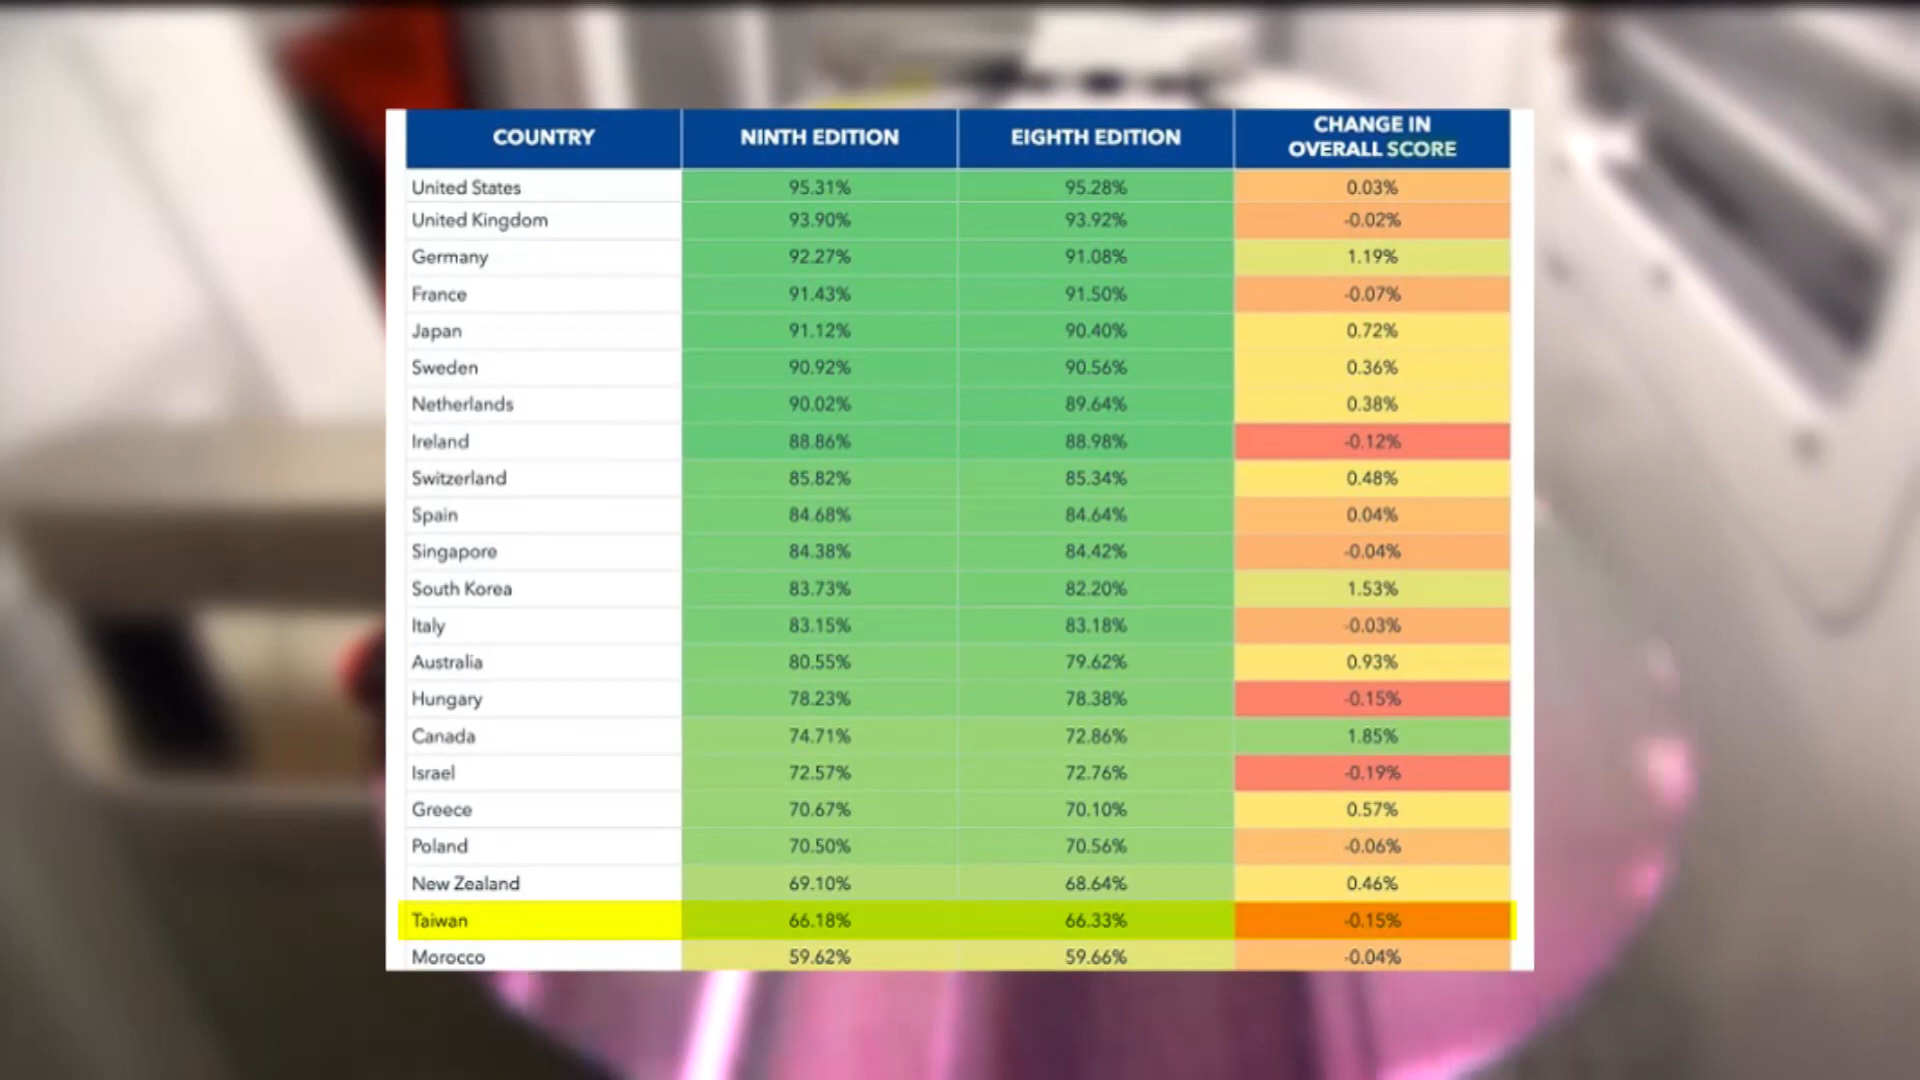 COUNTRY NINTH EDITION EIGHTH EDITION CHANGE IN OVERALL SCORE
United States 95.31% 95.28% 0.03%
United Kingdom 93.90% 93.92% -0.02%
Germany 92.27% 91.08% 1.19%
France 91.43% 91.50% -0.07%
Japan 91.12% 90.40% 0.72%
Sweden 90.92% 90.56% 0.36%
Netherlands 90.02% 89.64% 0.38%
Ireland 88.86% 88.98% -0.12%
Switzerland 85.82% 85.34% 0.48%
Spain 84.68% 84.64% 0.04%
Singapore 84.38% 84.42% -0.04%
South Korea 83.73% 82.20% 1.53%
Italy 83.15% 83.18% -0.03%
Australia 80.55% 79.62% 0.93%
Hungary 78.23% 78.38% -0.15%
Canada 74.71% 72.86% 1.85%
Israel 72.57% 72.76% -0.19%
Greece 70.67% 70.10% 0.57%
Poland 70.50% 70.56% -0.06%
New Zealand 69.10% 68.64% 0.46%
Taiwan 66.18% 66.33% -0.15%
Morocco 59.62% 59.66% -0.04%